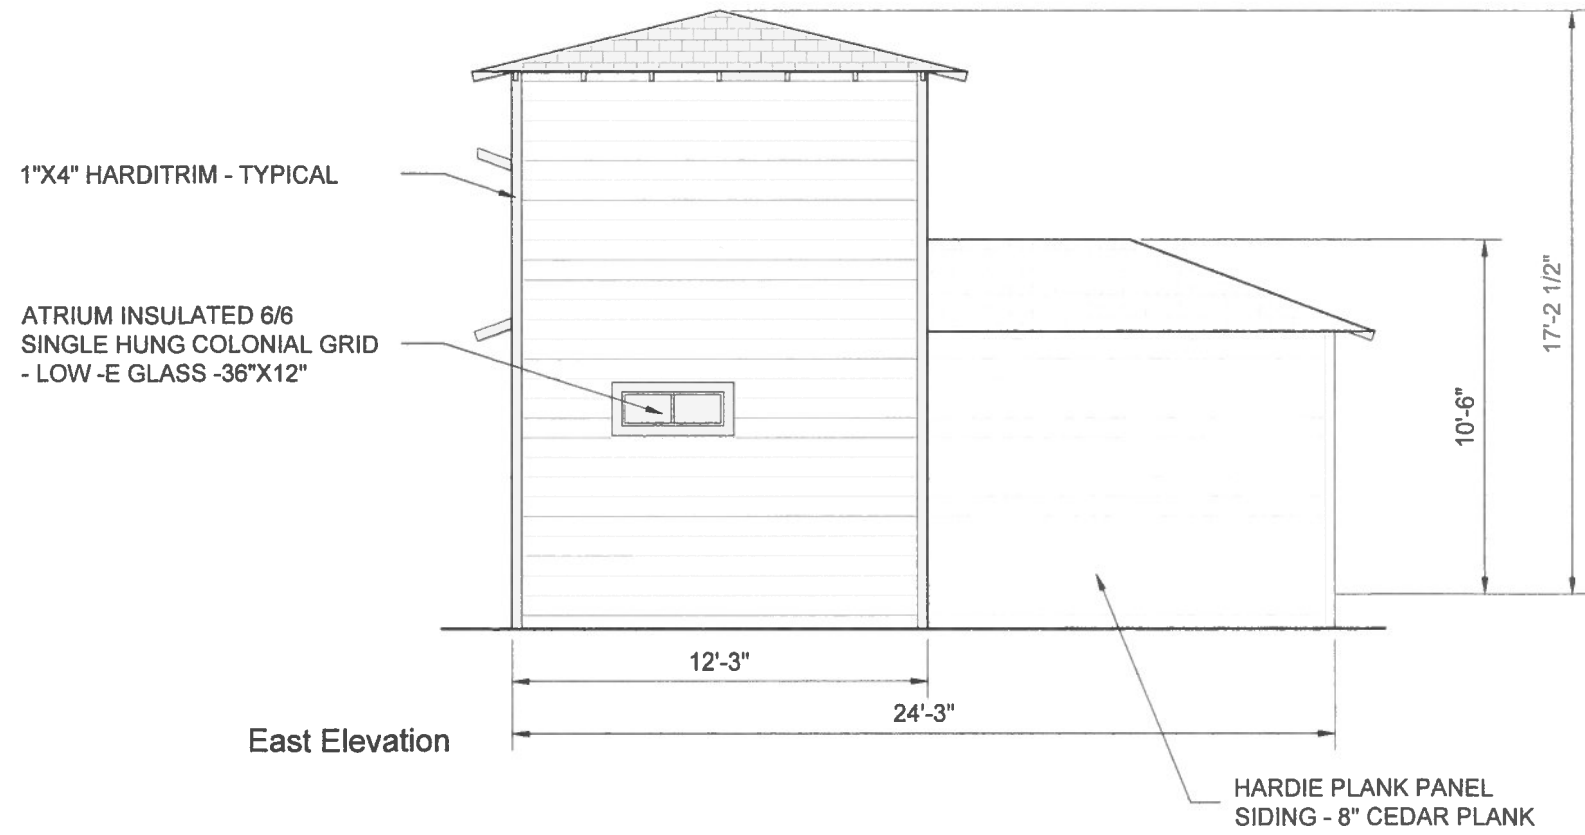 1"X4" HARDITRIM - TYPICAL
ATRIUM INSULATED 6/6
SINGLE HUNG COLONIAL GRID
- LOW -E GLASS -36"X12"
17'-2 1/2"
10'-6"
12'-3"
24'-3"
East Elevation
HARDIE PLANK PANEL
SIDING - 8" CEDAR PLANK